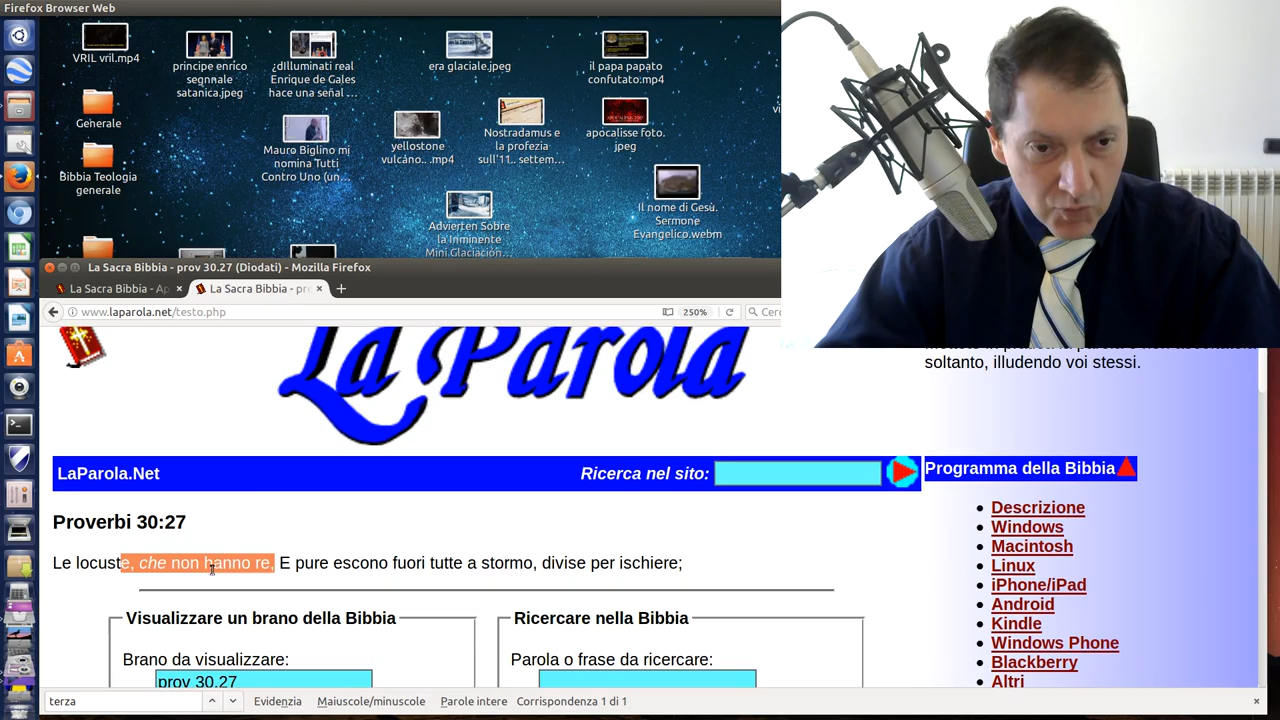 Firefox Browser Web
VRIL vril.mp4
principe enrico
segnnale
satanica.jpeg
¿dIlluminati real
Enrique de Gales
hace una señal ...
era glaciale.jpeg
il papa papato
confutato:mp4
Generale
Mauro Biglino mi
nomina Tutti
Contro Uno (un...
yellostone
vulcáno.. .mp4
Nostradamus e
la profezia
sull'11.. settem...
apocalisse foto.
jpeg
Bibbia Teologia
generale
Advierten Sobre
la Inminente
Mini Glaciación...
Il nome di Gesù.
Sermone
Evangelico.webm
La Sacra Bibbia - prov 30.27 (Diodati) - Mozilla Firefox
La Sacra Bibbia - Ap
La Sacra Bibbia - pr
www.laparola.net/testo.php
250%
Cerc
La Parola
soltanto, illudendo voi stessi.
LaParola.Net
Ricerca nel sito:
Programma della Bibbia
Proverbi 30:27
Le locuste, che non hanno re, E pure escono fuori tutte a stormo, divise per ischiere;
Descrizione
Windows
Macintosh
Linux
iPhone/iPad
Android
Kindle
Windows Phone
Blackberry
Altri
Visualizzare un brano della Bibbia
Ricercare nella Bibbia
Brano da visualizzare:
Parola o frase da ricercare:
prov 30.27
terza
Evidenzia
Maiuscole/minuscole
Parole intere
Corrispondenza 1 di 1